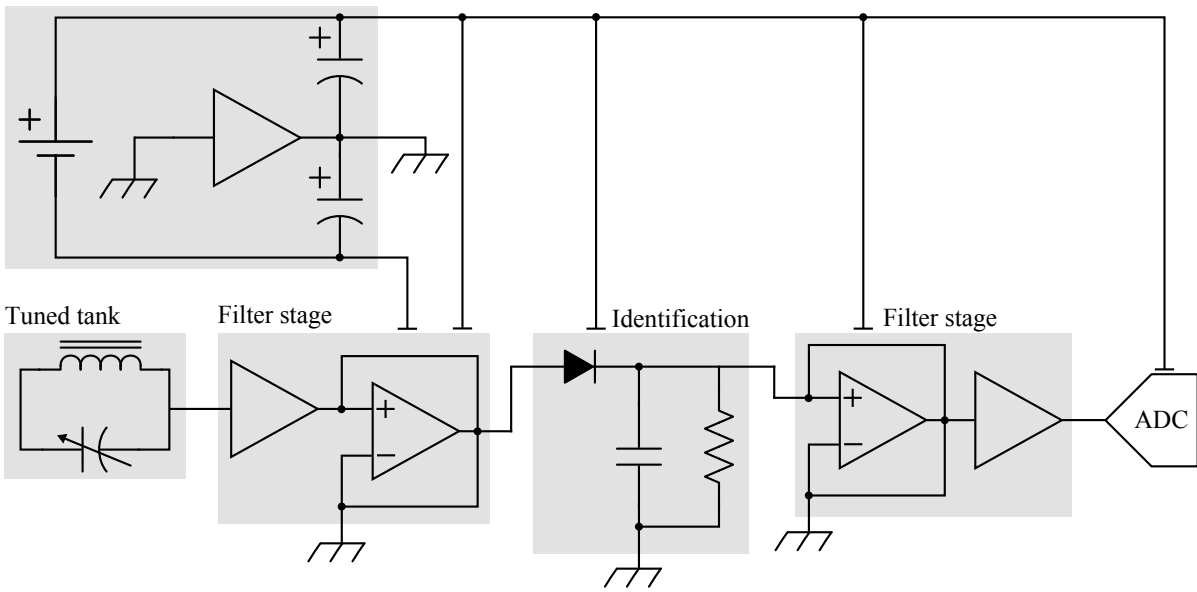 Tuned tank
Filter stage
Identification
Filter stage
ADC